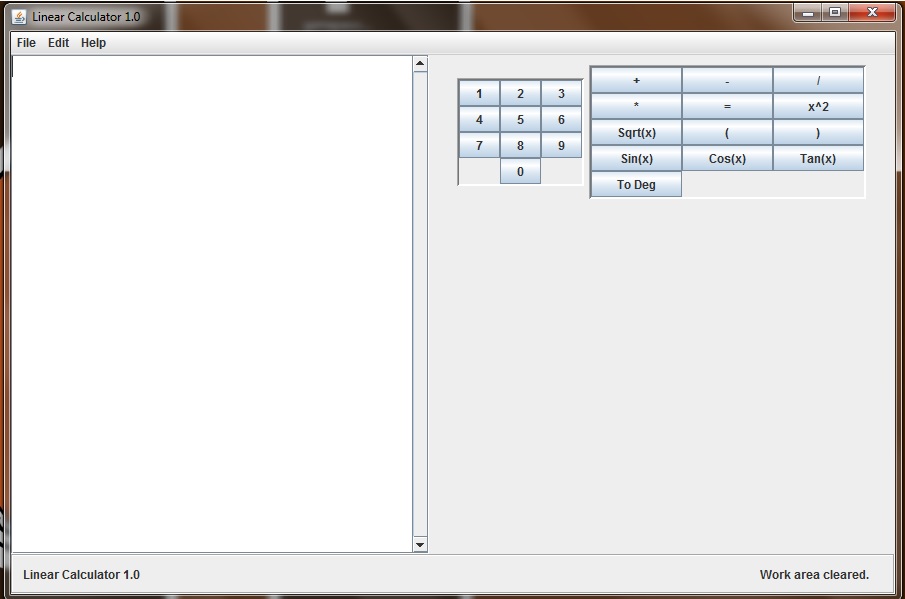 Linear Calculator 1.0
File Edit Help
1 2 3
4 5 6
7 8 9
0
+ - /
* = x^2
Sqrt(x) ( )
Sin(x) Cos(x) Tan(x)
To Deg
Linear Calculator 1.0 Work area cleared.